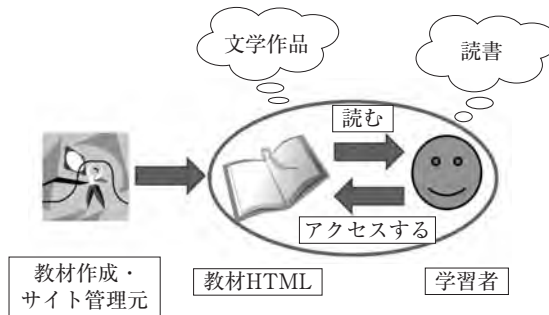 文学作品
読書
読む
アクセスする
教材作成・
サイト管理元
教材HTML
学習者